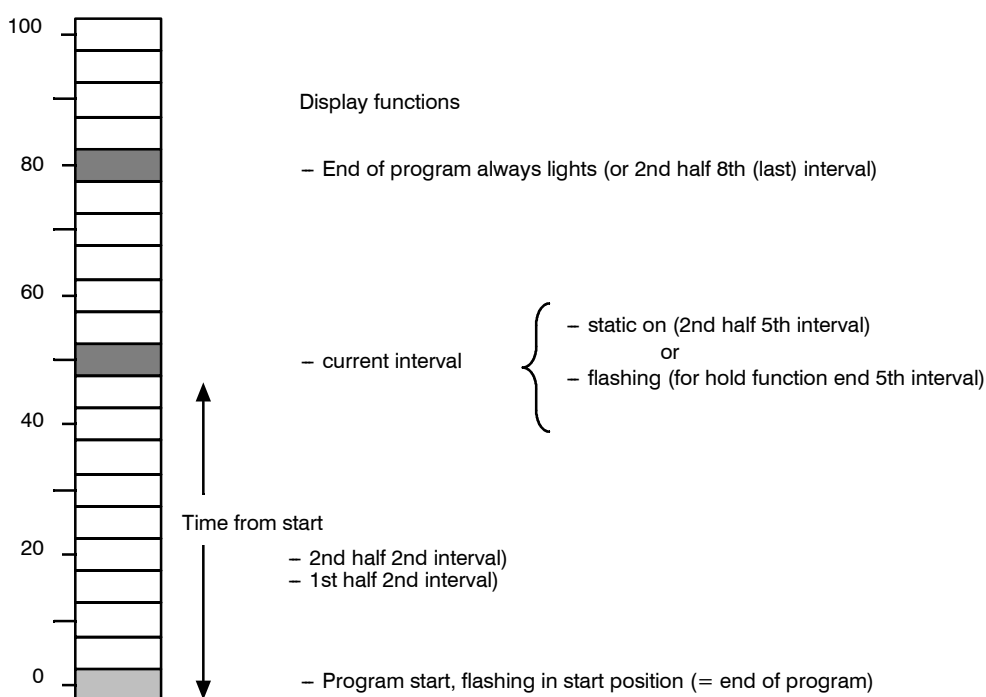 100
Display functions
80
– End of program always lights (or 2nd half 8th (last) interval)
60
– static on (2nd half 5th interval)
or
– current interval
– flashing (for hold function end 5th interval)
40
Time from start
20
– 2nd half 2nd interval)
– 1st half 2nd interval)
0
– Program start, flashing in start position (= end of program)